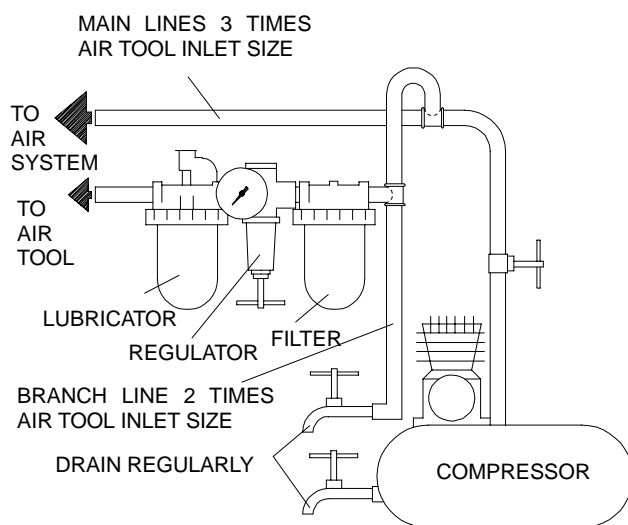 MAIN LINES 3 TIMES
AIR TOOL INLET SIZE
TO
AIR
SYSTEM
TO
AIR
TOOL
LUBRICATOR
REGULATOR
FILTER
BRANCH LINE 2 TIMES
AIR TOOL INLET SIZE
DRAIN REGULARLY
COMPRESSOR